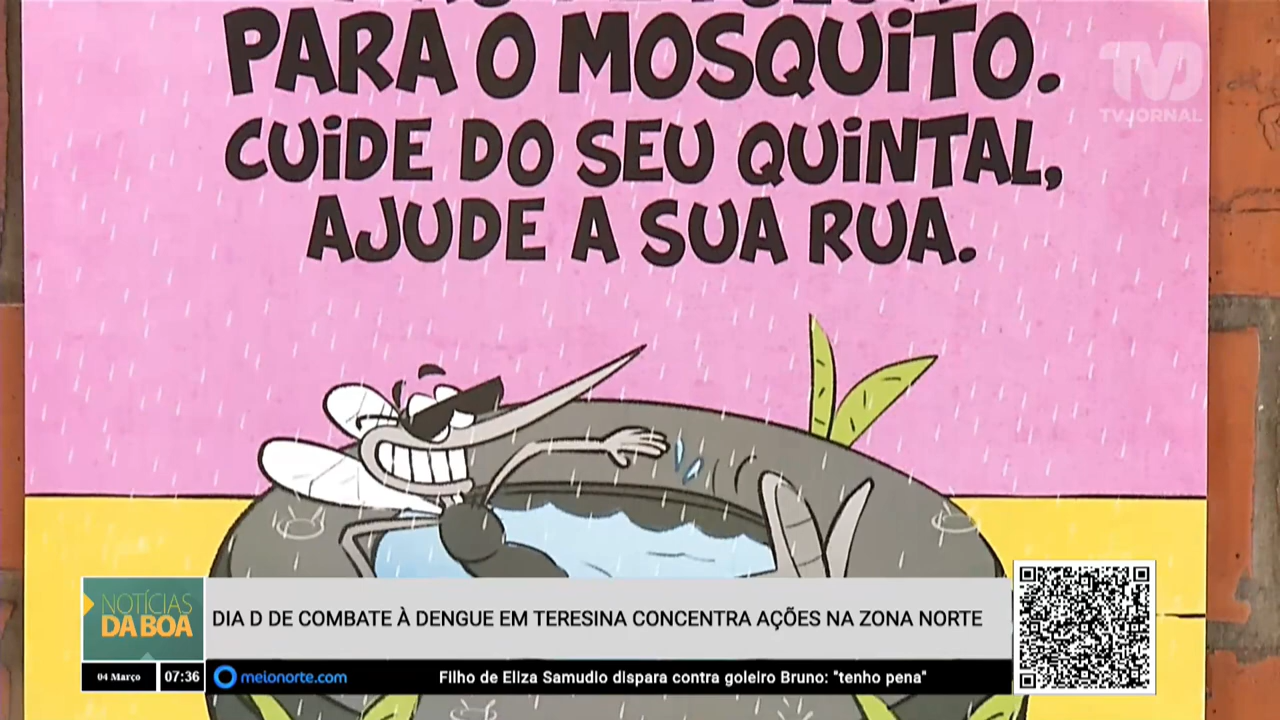 PARA O MOSQUITO.
CUIDE DO SEU QUINTAL,
AJUDE A SUA RUA.
TVJORNAL
NOTÍCIAS
DA BOA
DIA D DE COMBATE À DENGUE EM TERESINA CONCENTRA AÇÕES NA ZONA NORTE
04 Março
07:36
meionorte.com
Filho de Eliza Samudio dispara contra goleiro Bruno: "tenho pena"